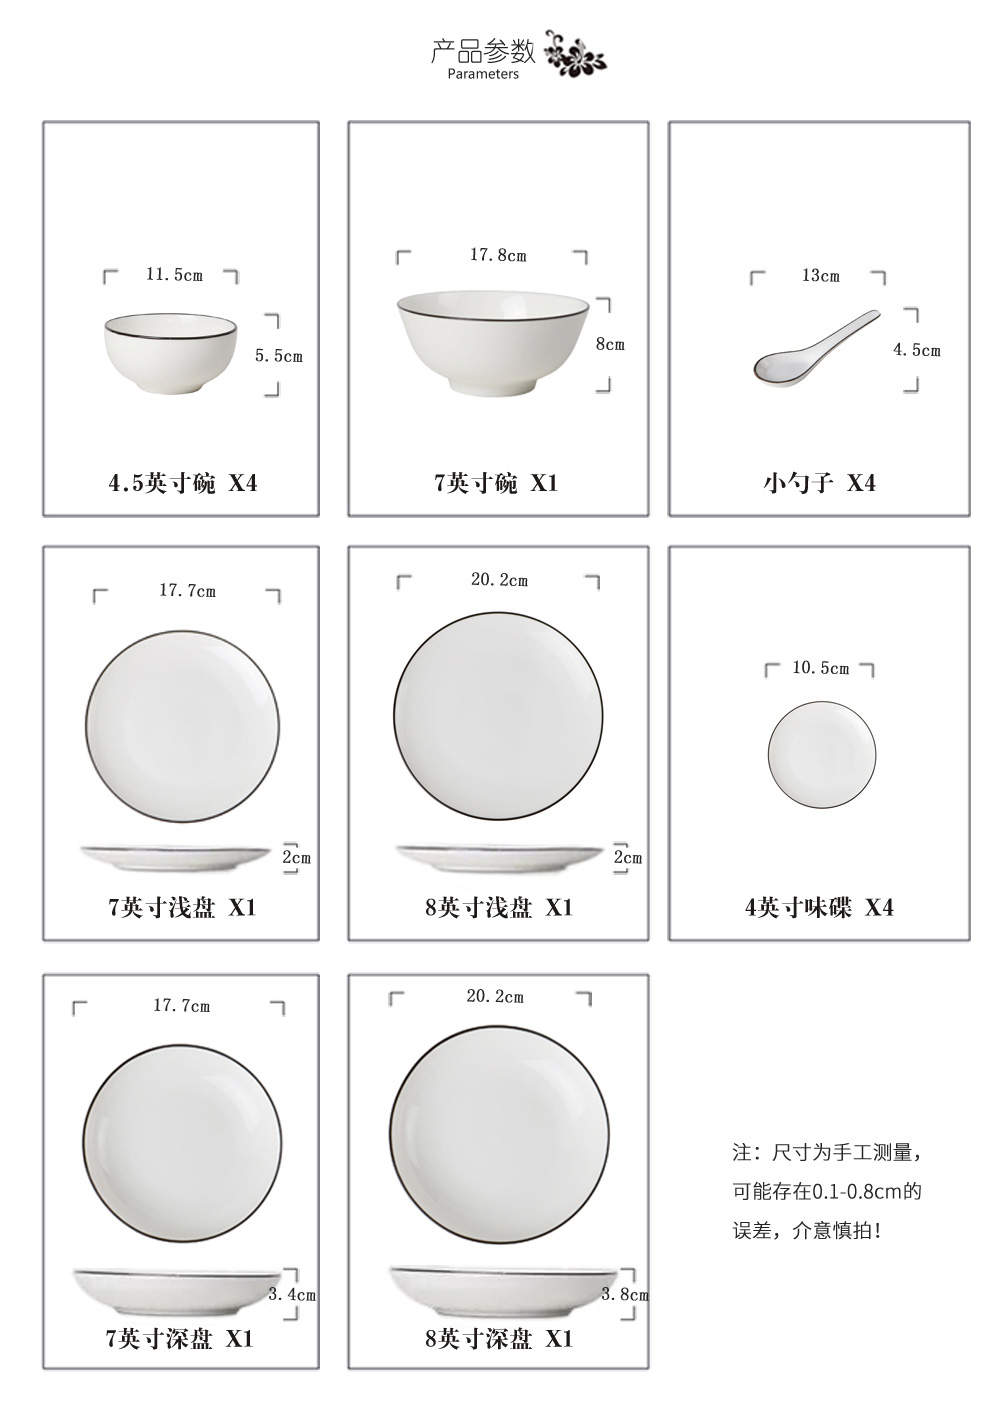 产品参数
Parameters
11.5cm
5.5cm
4.5英寸碗 X4
17.8cm
8cm
7英寸碗 X1
13cm
4.5cm
小勺子 X4
17.7cm
2cm
7英寸浅盘 X1
20.2cm
2cm
8英寸浅盘 X1
10.5cm
4英寸味碟 X4
17.7cm
3.4cm
7英寸深盘 X1
20.2cm
3.8cm
8英寸深盘 X1
注：尺寸为手工测量，
可能存在0.1-0.8cm的
误差，介意慎拍！